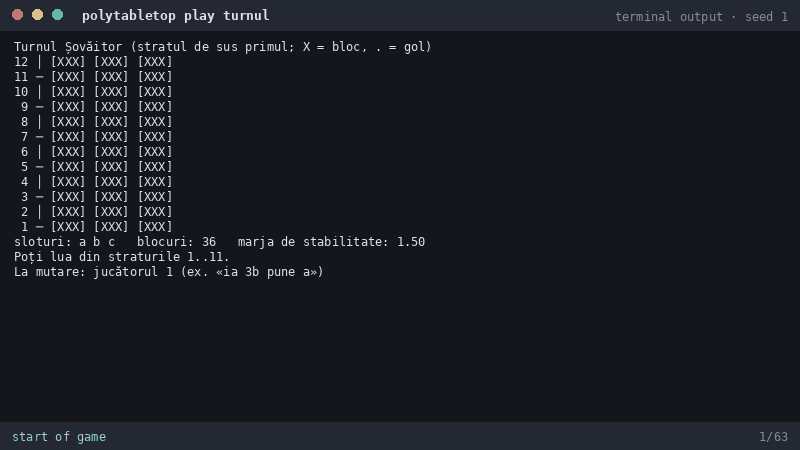 polytabletop play turnul
terminal output · seed 1
Turnul Șovăitor (stratul de sus primul; X = bloc, . = gol)
12 │ [XXX] [XXX] [XXX]
11 ─ [XXX] [XXX] [XXX]
10 │ [XXX] [XXX] [XXX]
9 ─ [XXX] [XXX] [XXX]
8 │ [XXX] [XXX] [XXX]
7 ─ [XXX] [XXX] [XXX]
6 │ [XXX] [XXX] [XXX]
5 ─ [XXX] [XXX] [XXX]
4 │ [XXX] [XXX] [XXX]
3 ─ [XXX] [XXX] [XXX]
2 │ [XXX] [XXX] [XXX]
1 ─ [XXX] [XXX] [XXX]
sloturi: a b c   blocuri: 36   marja de stabilitate: 1.50
Poți lua din straturile 1..11.
La mutare: jucătorul 1 (ex. «ia 3b pune a»)
start of game
1/63